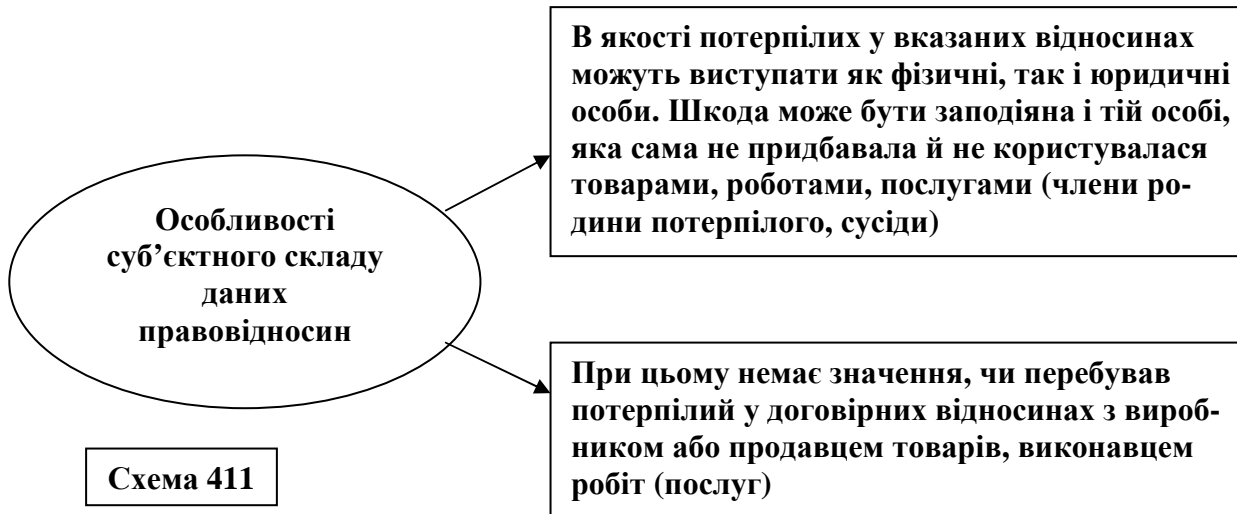 В якості потерпілих у вказаних відносинах
можуть виступати як фізичні, так і юридичні
особи. Шкода може бути заподіяна і тій особі,
яка сама не придбавала й не користувалася
товарами, роботами, послугами (члени ро-
дини потерпілого, сусіди)
Особливості
суб’єктного складу
даних
правовідносин
При цьому немає значення, чи перебував
потерпілий у договірних відносинах з вироб-
ником або продавцем товарів, виконавцем
робіт (послуг)
Схема 411